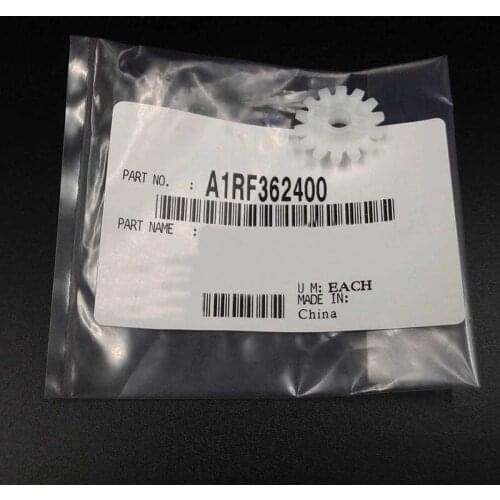 PART NO. : A1RF362400
PART NAME :
U M: EACH
MADE IN:
China